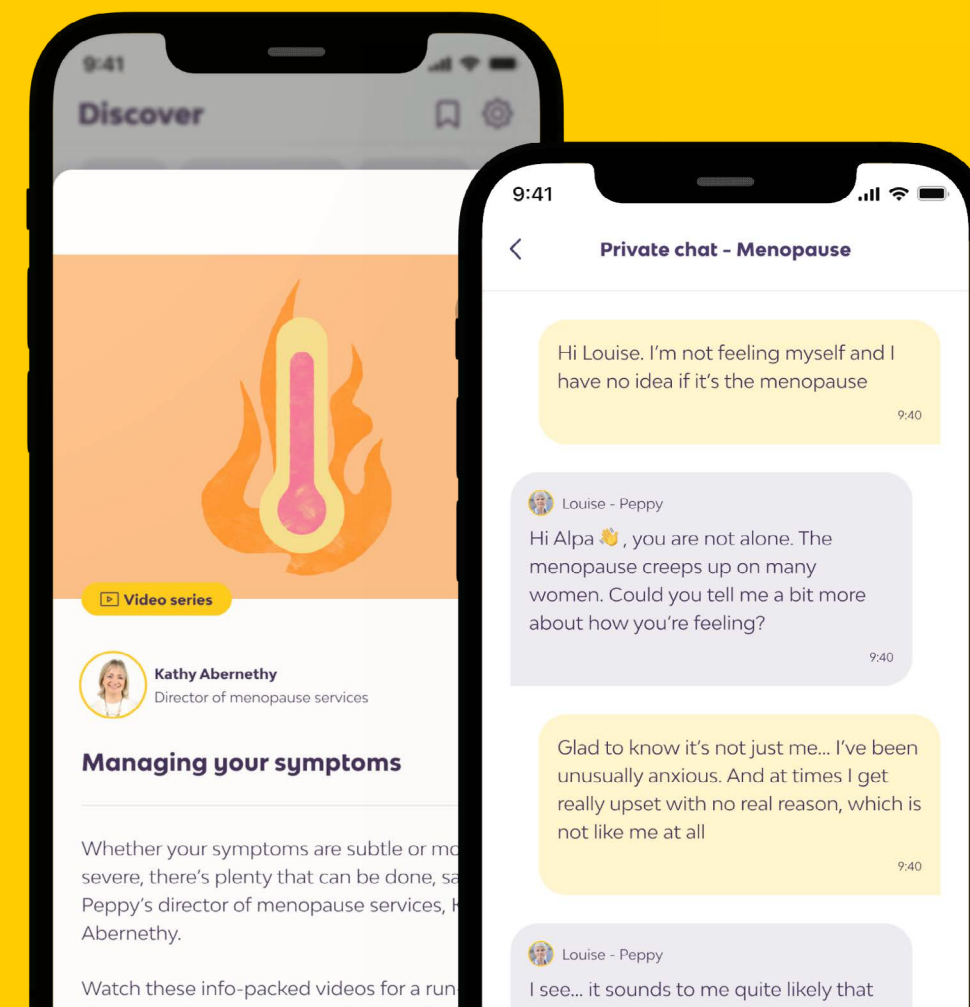 9:41
Discover
Video series
Kathy Abernethy
Director of menopause services
Managing your symptoms
Whether your symptoms are subtle or
severe, there's plenty that can be done,
Peppy's director of menopause services,
Abernethy.
Watch these info-packed videos for a run
9:41
Private chat - Menopause
Hi Louise. I'm not feeling myself and I
have no idea if it's the menopause
9:40
Louise - Peppy
Hi Alpa 👋, you are not alone. The
menopause creeps up on many
women. Could you tell me a bit more
about how you're feeling?
9:40
Glad to know it's not just me... I've been
unusually anxious. And at times I get
really upset with no real reason, which is
not like me at all
9:40
Louise - Peppy
I see... it sounds to me quite likely that